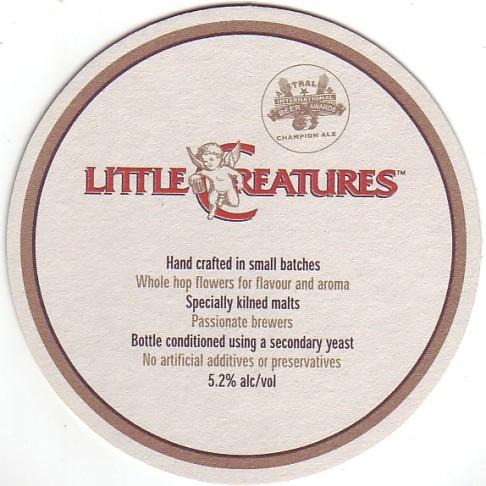 AUSTRALIA
INTERNATIONAL
BEER AWARDS
CHAMPION ALE
LITTLE CREATURES™
Hand crafted in small batches
Whole hop flowers for flavour and aroma
Specially kilned malts
Passionate brewers
Bottle conditioned using a secondary yeast
No artificial additives or preservatives
5.2% alc/vol